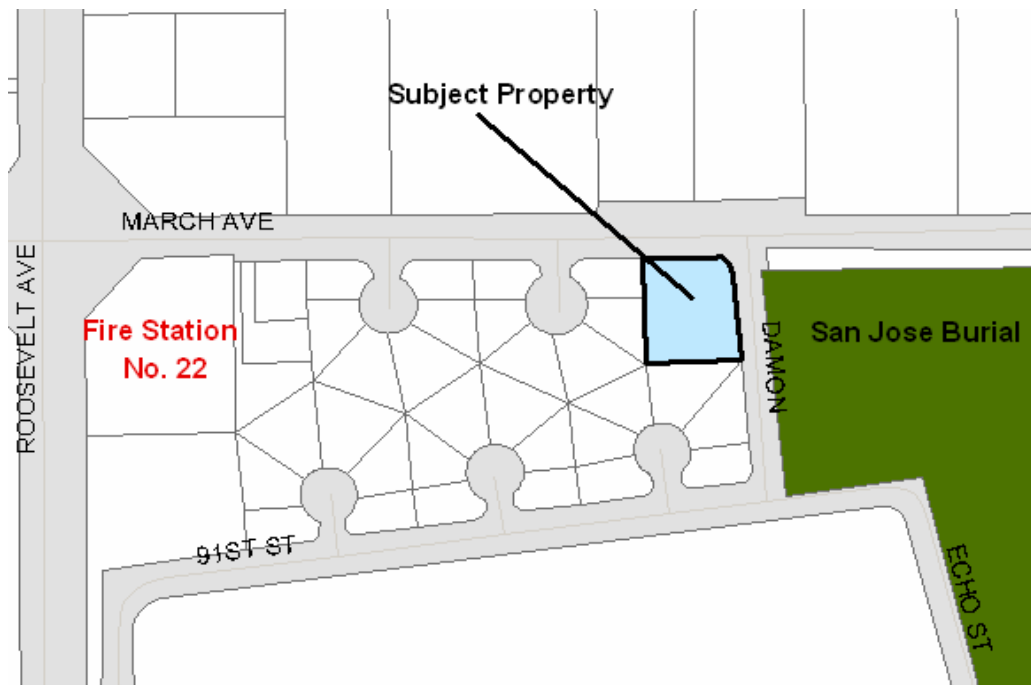 Subject Property
MARCH AVE
ROOSEVELT AVE
Fire Station
No. 22
DAMON
San Jose Burial
91ST ST
ECHO ST